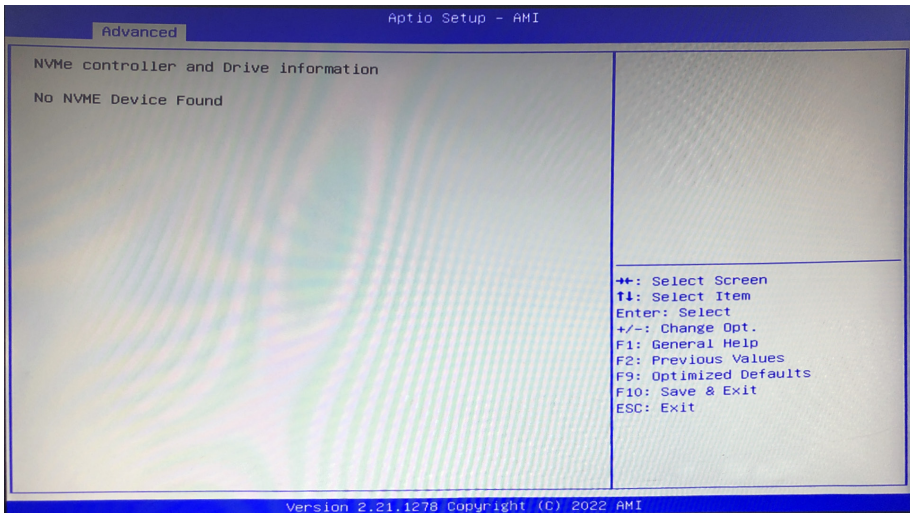 Aptio Setup – AMI
Advanced
NVMe controller and Drive information
No NVME Device Found
→←: Select Screen
↑↓: Select Item
Enter: Select
+/-: Change Opt.
F1: General Help
F2: Previous Values
F9: Optimized Defaults
F10: Save & Exit
ESC: Exit
Version 2.21.1278 Copyright (C) 2022 AMI